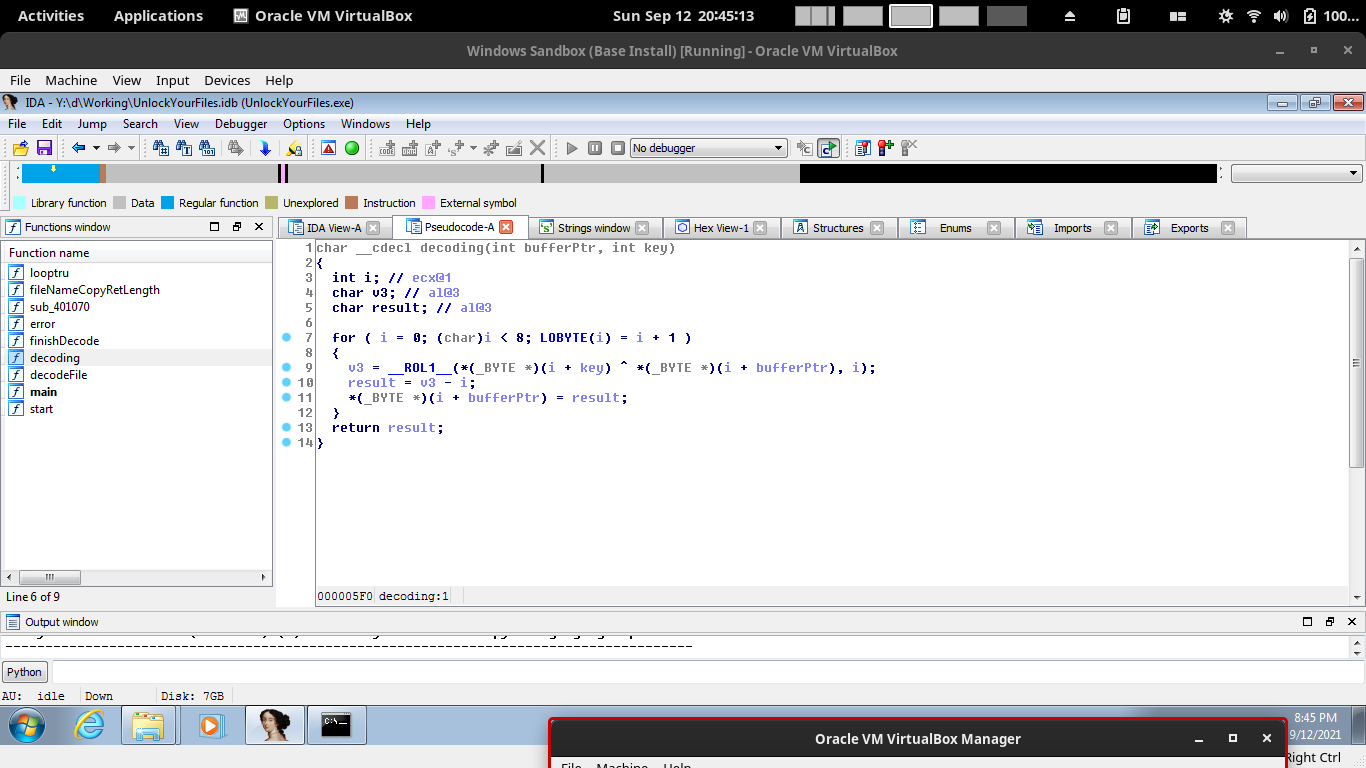 Activities Applications Oracle VM VirtualBox Sun Sep 12 20:45:13 100...
Windows Sandbox (Base Install) [Running] - Oracle VM VirtualBox
File Machine View Input Devices Help
IDA - Y:\d\Working\UnlockYourFiles.idb (UnlockYourFiles.exe)
File Edit Jump Search View Debugger Options Windows Help
No debugger
Library function Data Regular function Unexplored Instruction External symbol
Functions window
IDA View-A Pseudocode-A Strings window Hex View-1 Structures Enums Imports Exports
Function name
looptru
fileNameCopyRetLength
sub_401070
error
finishDecode
decoding
decodeFile
main
start
Line 6 of 9
1 char __cdecl decoding(int bufferPtr, int key)
2 {
3 int i; // ecx@1
4 char v3; // al@3
5 char result; // al@3
6
7 for ( i = 0; (char)i < 8; LOBYTE(i) = i + 1 )
8 {
9 v3 = __ROL1__(*(_BYTE *)(i + key) ^ *(_BYTE *)(i + bufferPtr), i);
10 result = v3 - i;
11 *(_BYTE *)(i + bufferPtr) = result;
12 }
13 return result;
14 }
000005F0 decoding:1
Output window
--------------------------------------------------------------------------------------
Python
AU: idle Down Disk: 7GB
8:45 PM
9/12/2021
Oracle VM VirtualBox Manager
Right Ctrl
File Machine Help